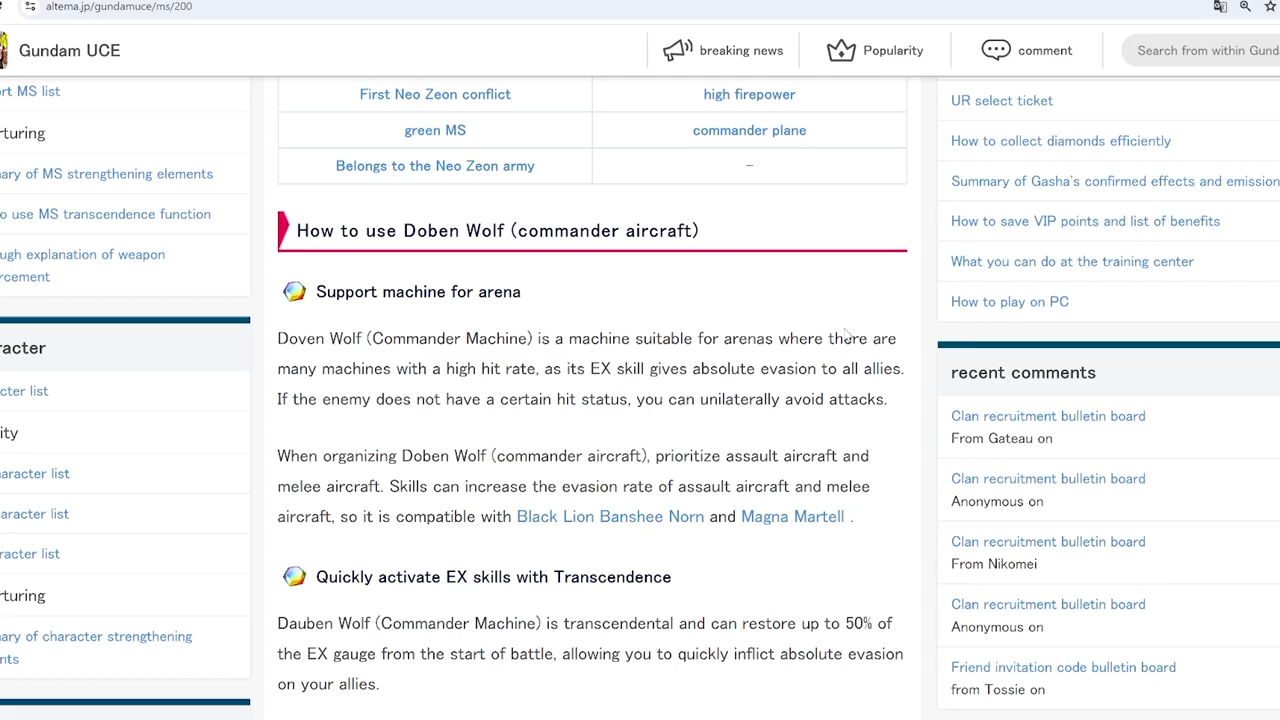 altema.jp/gundamuce/ms/200
Gundam UCE
breaking news
Popularity
comment
Search from within Gund
rt MS list
rturing
ary of MS strengthening elements
o use MS transcendence function
ugh explanation of weapon
rcement
racter
cter list
ity
naracter list
aracter list
racter list
rturing
ary of character strengthening
nts
First Neo Zeon conflict
high firepower
green MS
commander plane
Belongs to the Neo Zeon army
–
How to use Doben Wolf (commander aircraft)
Support machine for arena
Doven Wolf (Commander Machine) is a machine suitable for arenas where there are
many machines with a high hit rate, as its EX skill gives absolute evasion to all allies.
If the enemy does not have a certain hit status, you can unilaterally avoid attacks.
When organizing Doben Wolf (commander aircraft), prioritize assault aircraft and
melee aircraft. Skills can increase the evasion rate of assault aircraft and melee
aircraft, so it is compatible with Black Lion Banshee Norn and Magna Martell .
Quickly activate EX skills with Transcendence
Dauben Wolf (Commander Machine) is transcendental and can restore up to 50% of
the EX gauge from the start of battle, allowing you to quickly inflict absolute evasion
on your allies.
UR select ticket
How to collect diamonds efficiently
Summary of Gasha's confirmed effects and emission
How to save VIP points and list of benefits
What you can do at the training center
How to play on PC
recent comments
Clan recruitment bulletin board
From Gateau on
Clan recruitment bulletin board
Anonymous on
Clan recruitment bulletin board
From Nikomei
Clan recruitment bulletin board
Anonymous on
Friend invitation code bulletin board
from Tossie on